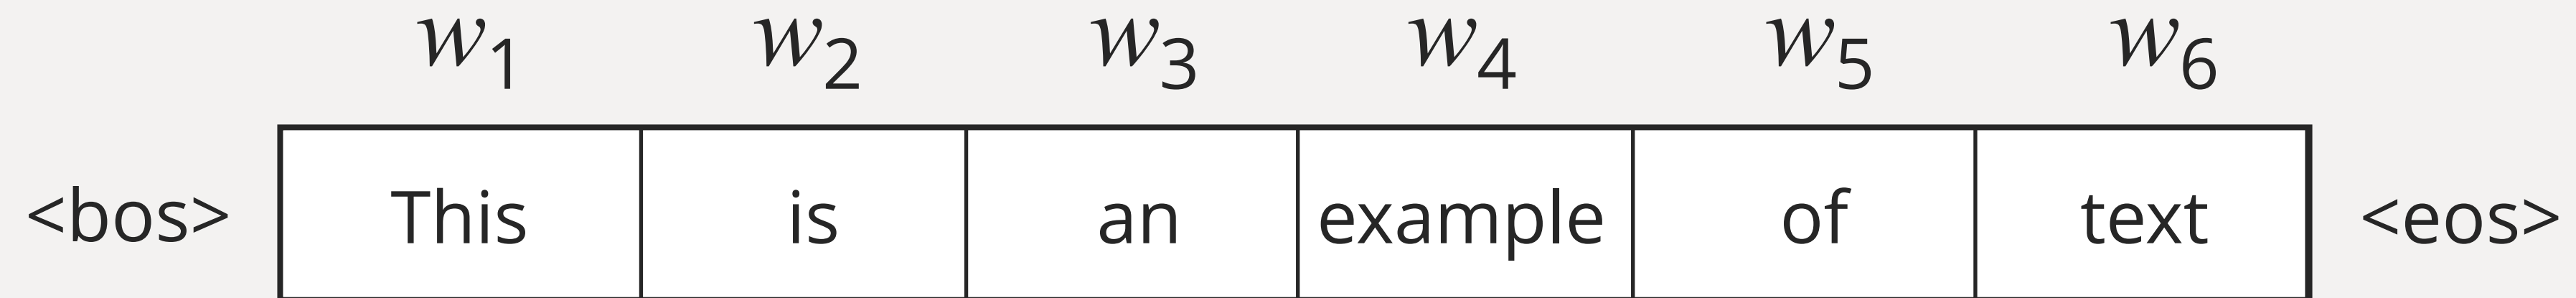 w1 w2 w3 w4 w5 w6
<bos> This is an example of text <eos>